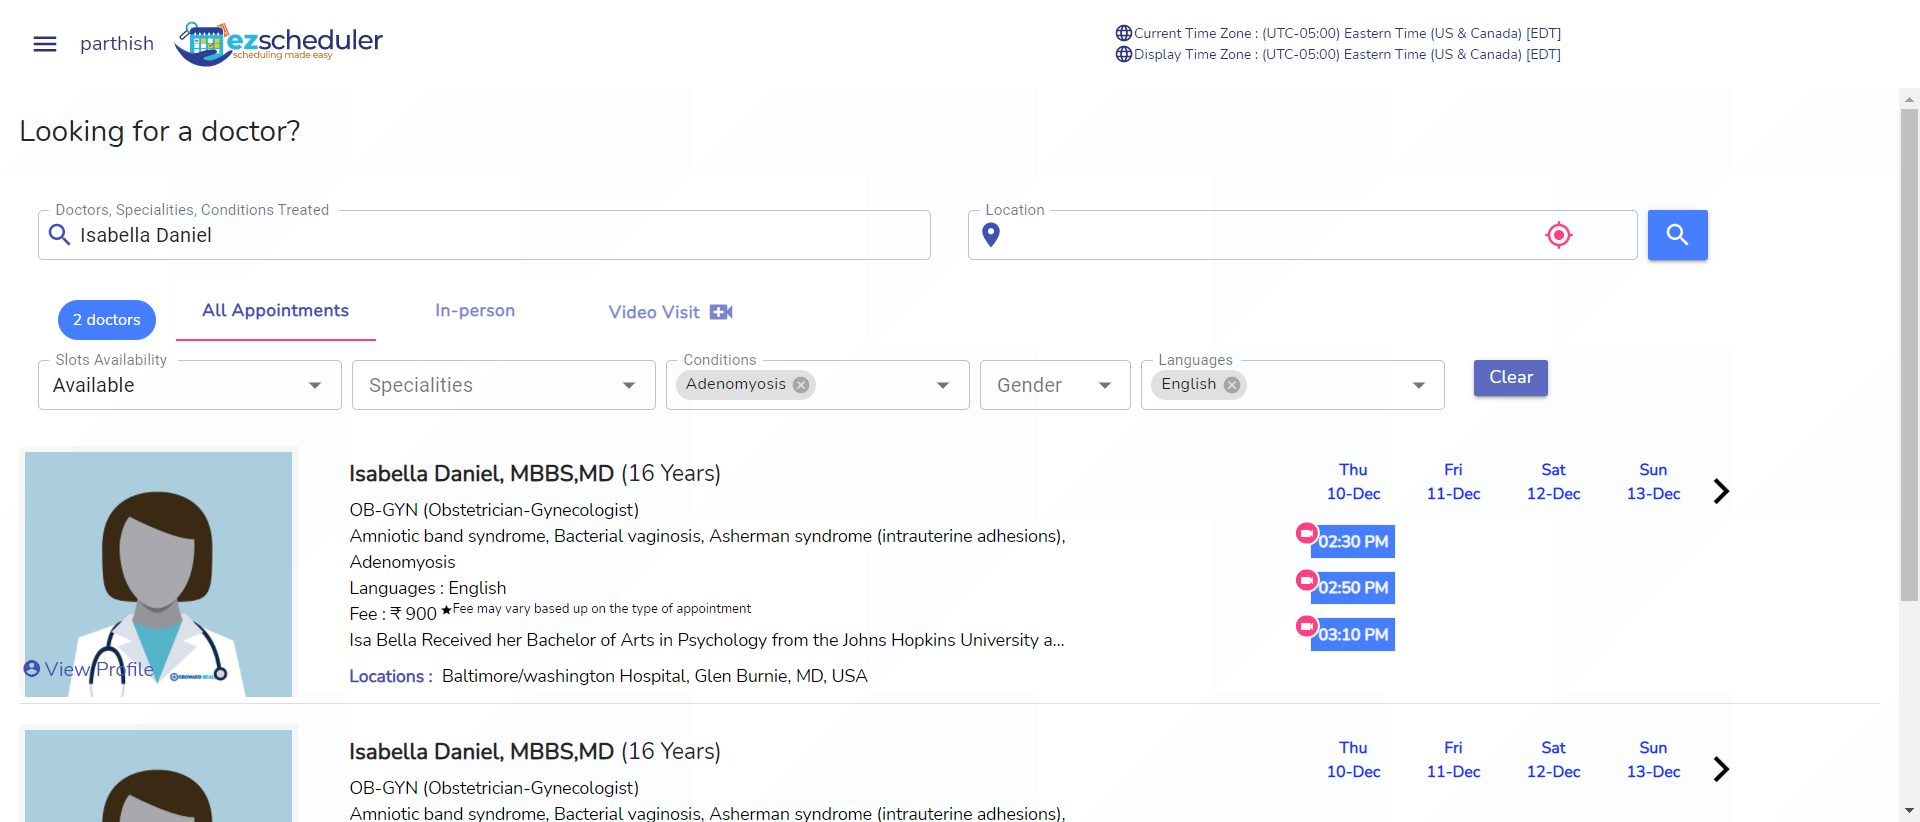 parthish
ezscheduler
scheduling made easy
Current Time Zone : (UTC-05:00) Eastern Time (US & Canada) [EDT]
Display Time Zone : (UTC-05:00) Eastern Time (US & Canada) [EDT]
Looking for a doctor?
Doctors, Specialities, Conditions Treated
Isabella Daniel
Location
2 doctors
All Appointments
In-person
Video Visit
Slots Availability
Available
Specialities
Conditions
Adenomyosis
Gender
Languages
English
Clear
Isabella Daniel, MBBS,MD (16 Years)
OB-GYN (Obstetrician-Gynecologist)
Amniotic band syndrome, Bacterial vaginosis, Asherman syndrome (intrauterine adhesions),
Adenomyosis
Languages : English
Fee : ₹ 900 ★Fee may vary based up on the type of appointment
Isa Bella Received her Bachelor of Arts in Psychology from the Johns Hopkins University a...
Locations : Baltimore/washington Hospital, Glen Burnie, MD, USA
View Profile
Thu Fri Sat Sun
10-Dec 11-Dec 12-Dec 13-Dec
02:30 PM
02:50 PM
03:10 PM
Isabella Daniel, MBBS,MD (16 Years)
OB-GYN (Obstetrician-Gynecologist)
Amniotic band syndrome, Bacterial vaginosis, Asherman syndrome (intrauterine adhesions),
Thu Fri Sat Sun
10-Dec 11-Dec 12-Dec 13-Dec